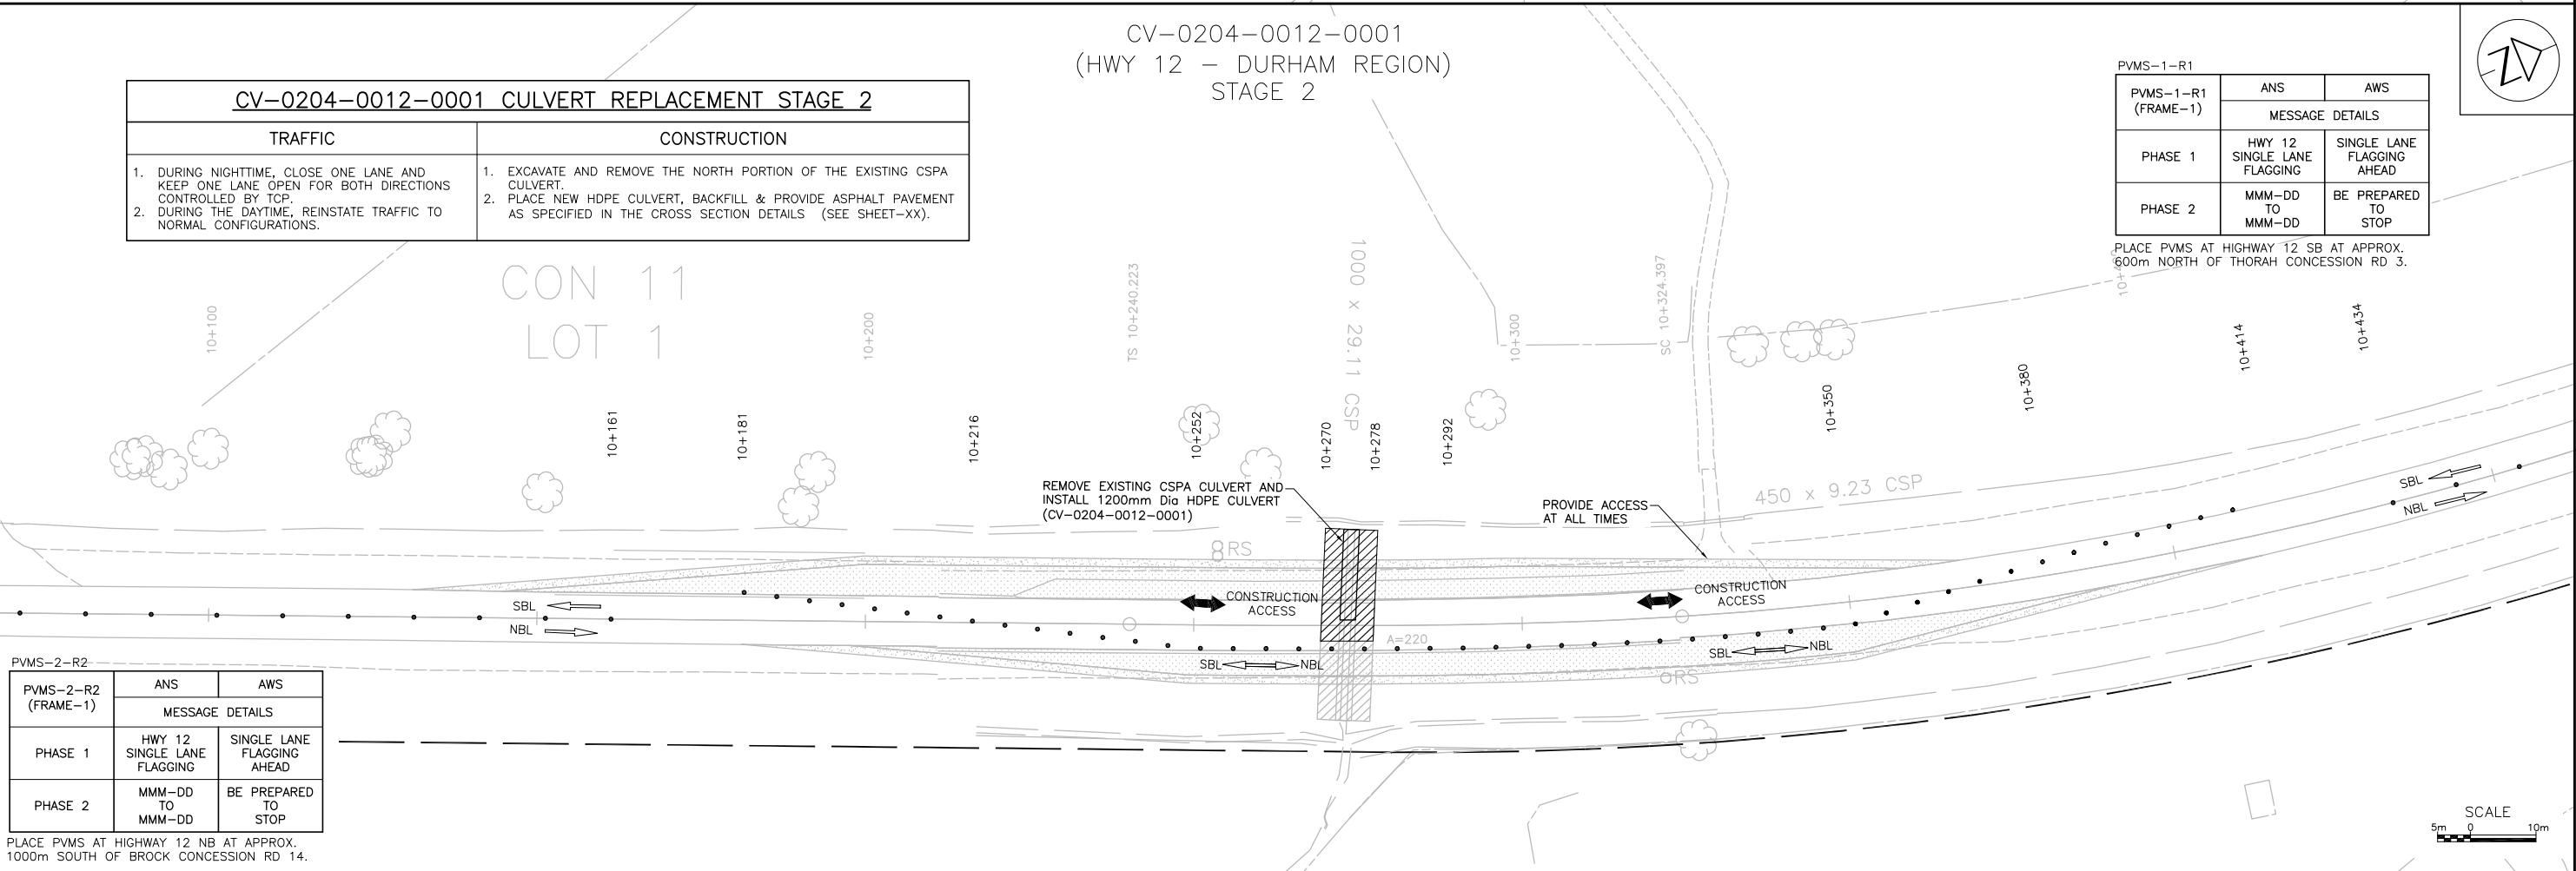 CV-0204-0012-0001
(HWY 12 - DURHAM REGION)
STAGE 2
CV-0204-0012-0001 CULVERT REPLACEMENT STAGE 2
TRAFFIC
CONSTRUCTION
1. DURING NIGHTTIME, CLOSE ONE LANE AND
KEEP ONE LANE OPEN FOR BOTH DIRECTIONS
CONTROLLED BY TCP.
2. DURING THE DAYTIME, REINSTATE TRAFFIC TO
NORMAL CONFIGURATIONS.
1. EXCAVATE AND REMOVE THE NORTH PORTION OF THE EXISTING CSPA
CULVERT.
2. PLACE NEW HDPE CULVERT, BACKFILL & PROVIDE ASPHALT PAVEMENT
AS SPECIFIED IN THE CROSS SECTION DETAILS (SEE SHEET-XX).
PVMS-1-R1
PVMS-1-R1
(FRAME-1)
ANS
AWS
MESSAGE DETAILS
PHASE 1
HWY 12
SINGLE LANE
FLAGGING
SINGLE LANE
FLAGGING
AHEAD
PHASE 2
MMM-DD
TO
MMM-DD
BE PREPARED
TO
STOP
PLACE PVMS AT HIGHWAY 12 SB AT APPROX.
600m NORTH OF THORAH CONCESSION RD 3.
N
CON 11
LOT 1
10+100
10+200
TS 10+240.223
1000 x 29.11 CSP
10+300
SC 10+324.397
10+161
10+181
10+216
10+252
10+270
10+278
10+292
10+350
10+380
10+414
10+434
REMOVE EXISTING CSPA CULVERT AND
INSTALL 1200mm Dia HDPE CULVERT
(CV-0204-0012-0001)
PROVIDE ACCESS
AT ALL TIMES
450 x 9.23 CSP
RS
CONSTRUCTION
ACCESS
CONSTRUCTION
ACCESS
SBL
NBL
SBL
NBL
A=220
SBL
NBL
SBL
NBL
RS
PVMS-2-R2
PVMS-2-R2
(FRAME-1)
ANS
AWS
MESSAGE DETAILS
PHASE 1
HWY 12
SINGLE LANE
FLAGGING
SINGLE LANE
FLAGGING
AHEAD
PHASE 2
MMM-DD
TO
MMM-DD
BE PREPARED
TO
STOP
PLACE PVMS AT HIGHWAY 12 NB AT APPROX.
1000m SOUTH OF BROCK CONCESSION RD 14.
SCALE
5m 0 10m